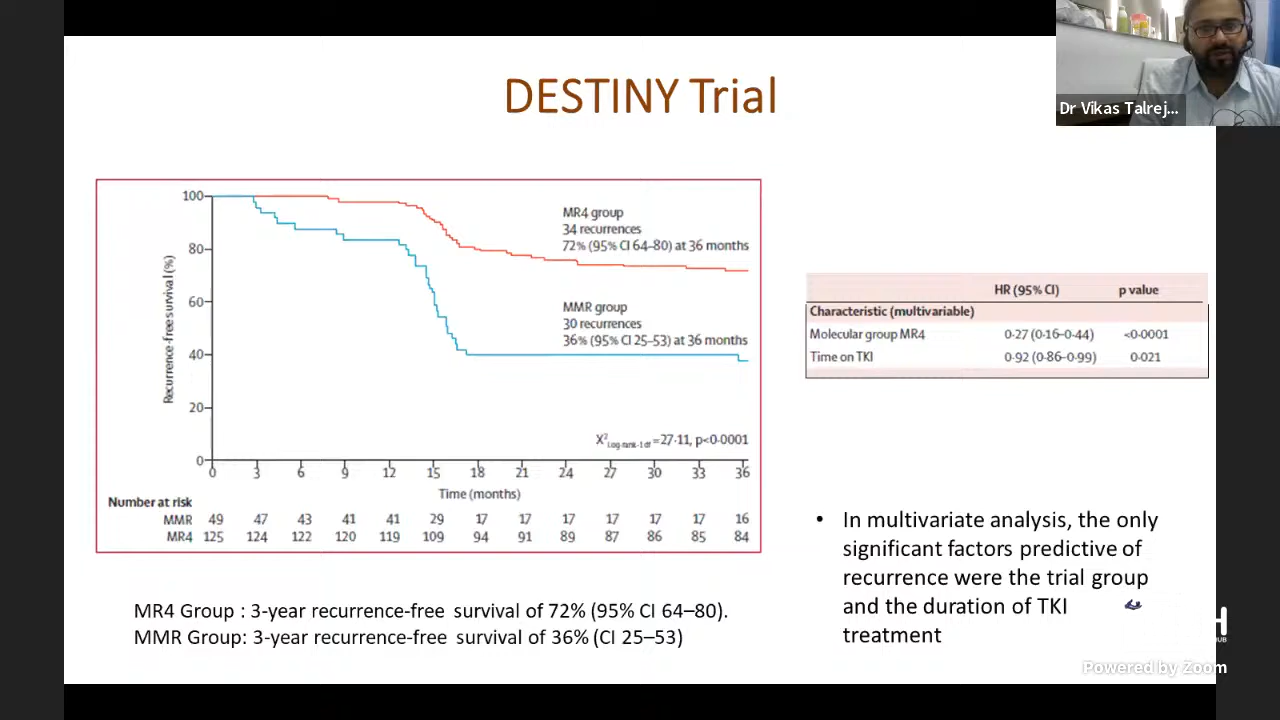 Dr Vikas Talrej...
DESTINY Trial
Recurrence-free survival (%)
100
80
60
40
20
0
MR4 group
34 recurrences
72% (95% CI 64–80) at 36 months
MMR group
30 recurrences
36% (95% CI 25–53) at 36 months
X² Log-rank-1 df =27·11, p<0·0001
0 3 6 9 12 15 18 21 24 27 30 33 36
Time (months)
Number at risk
MMR 49 47 43 41 41 29 17 17 17 17 17 17 16
MR4 125 124 122 120 119 109 94 91 89 87 86 85 84
HR (95% CI) p value
Characteristic (multivariable)
Molecular group MR4 0·27 (0·16–0·44) <0·0001
Time on TKI 0·92 (0·86–0·99) 0·021
• In multivariate analysis, the only
significant factors predictive of
recurrence were the trial group
and the duration of TKI
treatment
MR4 Group : 3-year recurrence-free survival of 72% (95% CI 64–80).
MMR Group: 3-year recurrence-free survival of 36% (CI 25–53)
Powered by Zoom